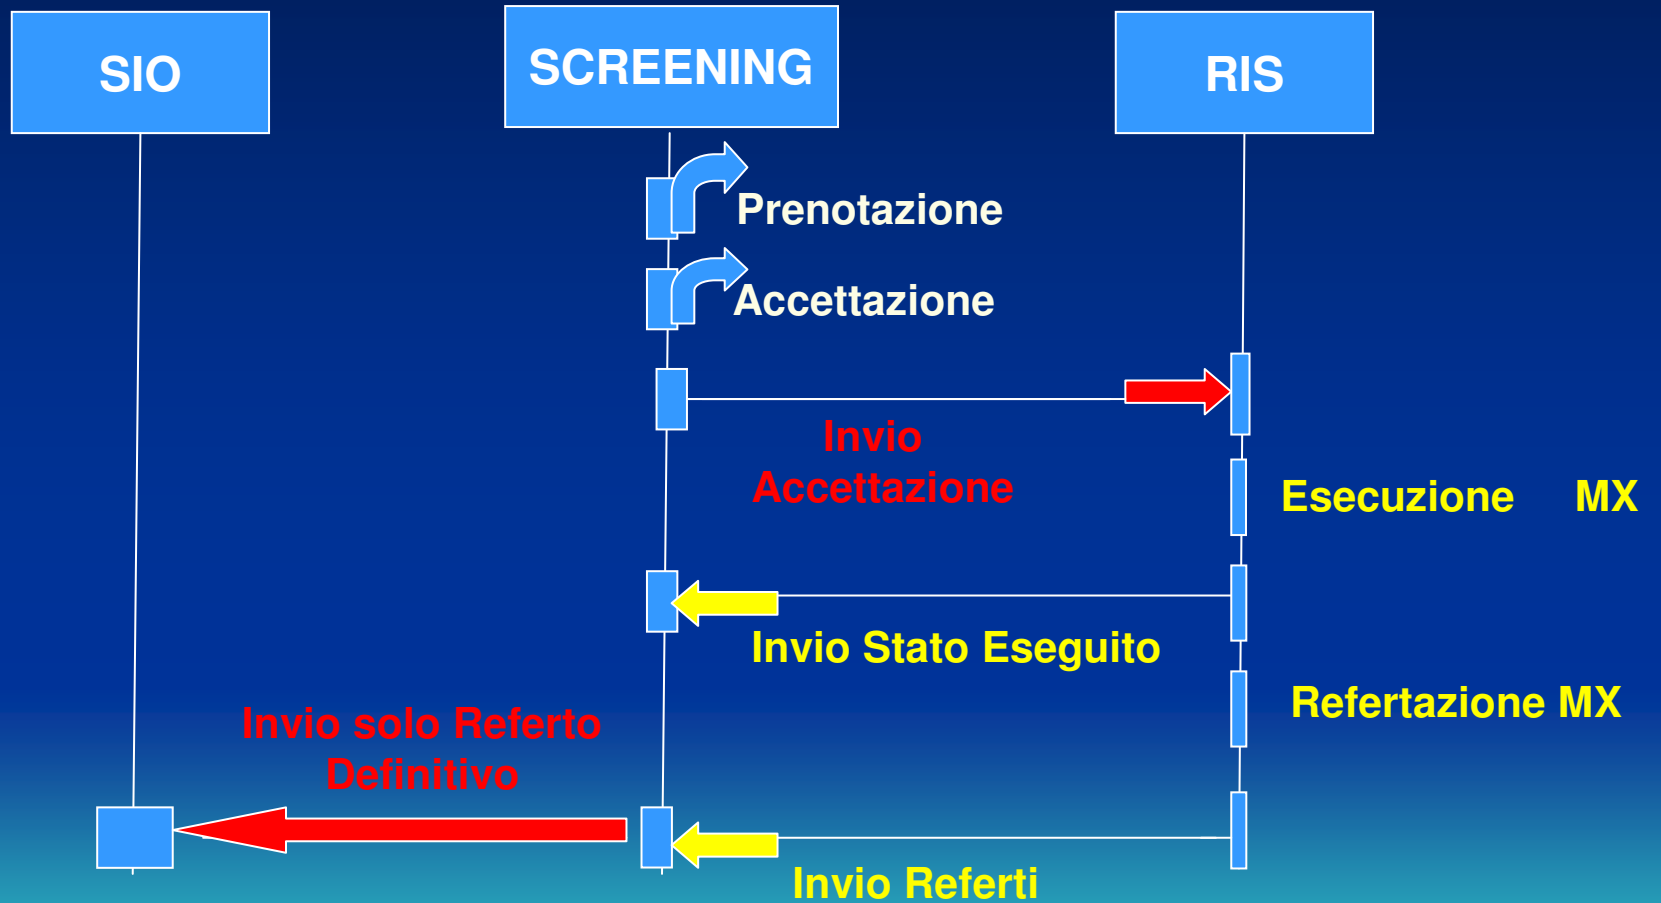 SIO
SCREENING
RIS
Prenotazione
Accettazione
Invio
Accettazione
Esecuzione MX
Invio Stato Eseguito
Refertazione MX
Invio solo Referto
Definitivo
Invio Referti